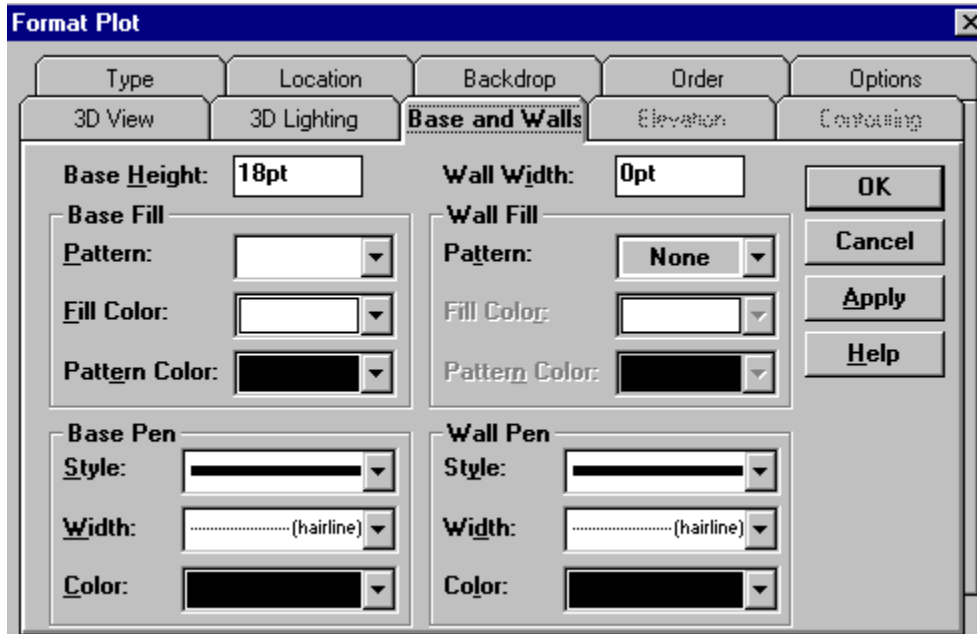 Format Plot
Type Location Backdrop Order Options
3D View 3D Lighting Base and Walls Elevation Contouring
Base Height: 18pt Wall Width: 0pt OK
Base Fill Wall Fill
Pattern: Pattern: None Cancel
Fill Color: Fill Color: Apply
Pattern Color: Pattern Color: Help
Base Pen Wall Pen
Style: Style:
Width: (hairline) Width: (hairline)
Color: Color: